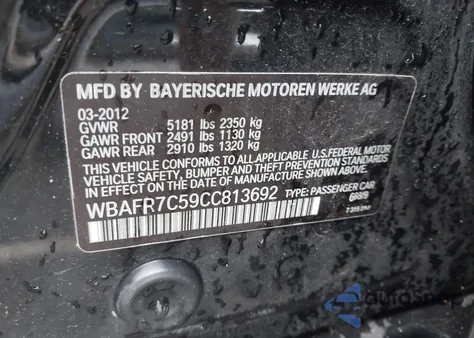 MFD BY BAYERISCHE MOTOREN WERKE AG
03-2012
GVWR 5181 lbs 2350 kg
GAWR FRONT 2491 lbs 1130 kg
GAWR REAR 2910 lbs 1320 kg
THIS VEHICLE CONFORMS TO ALL APPLICABLE U.S.FEDERAL MOTOR
VEHICLE SAFETY, BUMPER AND THEFT PREVENTION STANDARDS
IN EFFECT ON THE DATE OF MANUFACTURE SHOWN ABOVE.
WBAFR7C59CC813692 TYPE: PASSENGER CAR